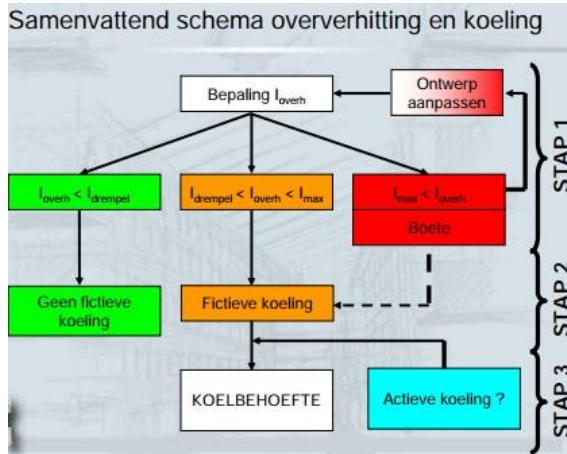 Samenvattend schema oververhitting en koeling
Bepaling I_overh
Ontwerp
aanpassen
I_overh < I_drempel
I_drempel < I_overh < I_max
I_max < I_overh
Boete
STAP 1
Geen fictieve
koeling
Fictieve koeling
STAP 2
KOELBEHOEFTE
Actieve koeling ?
STAP 3